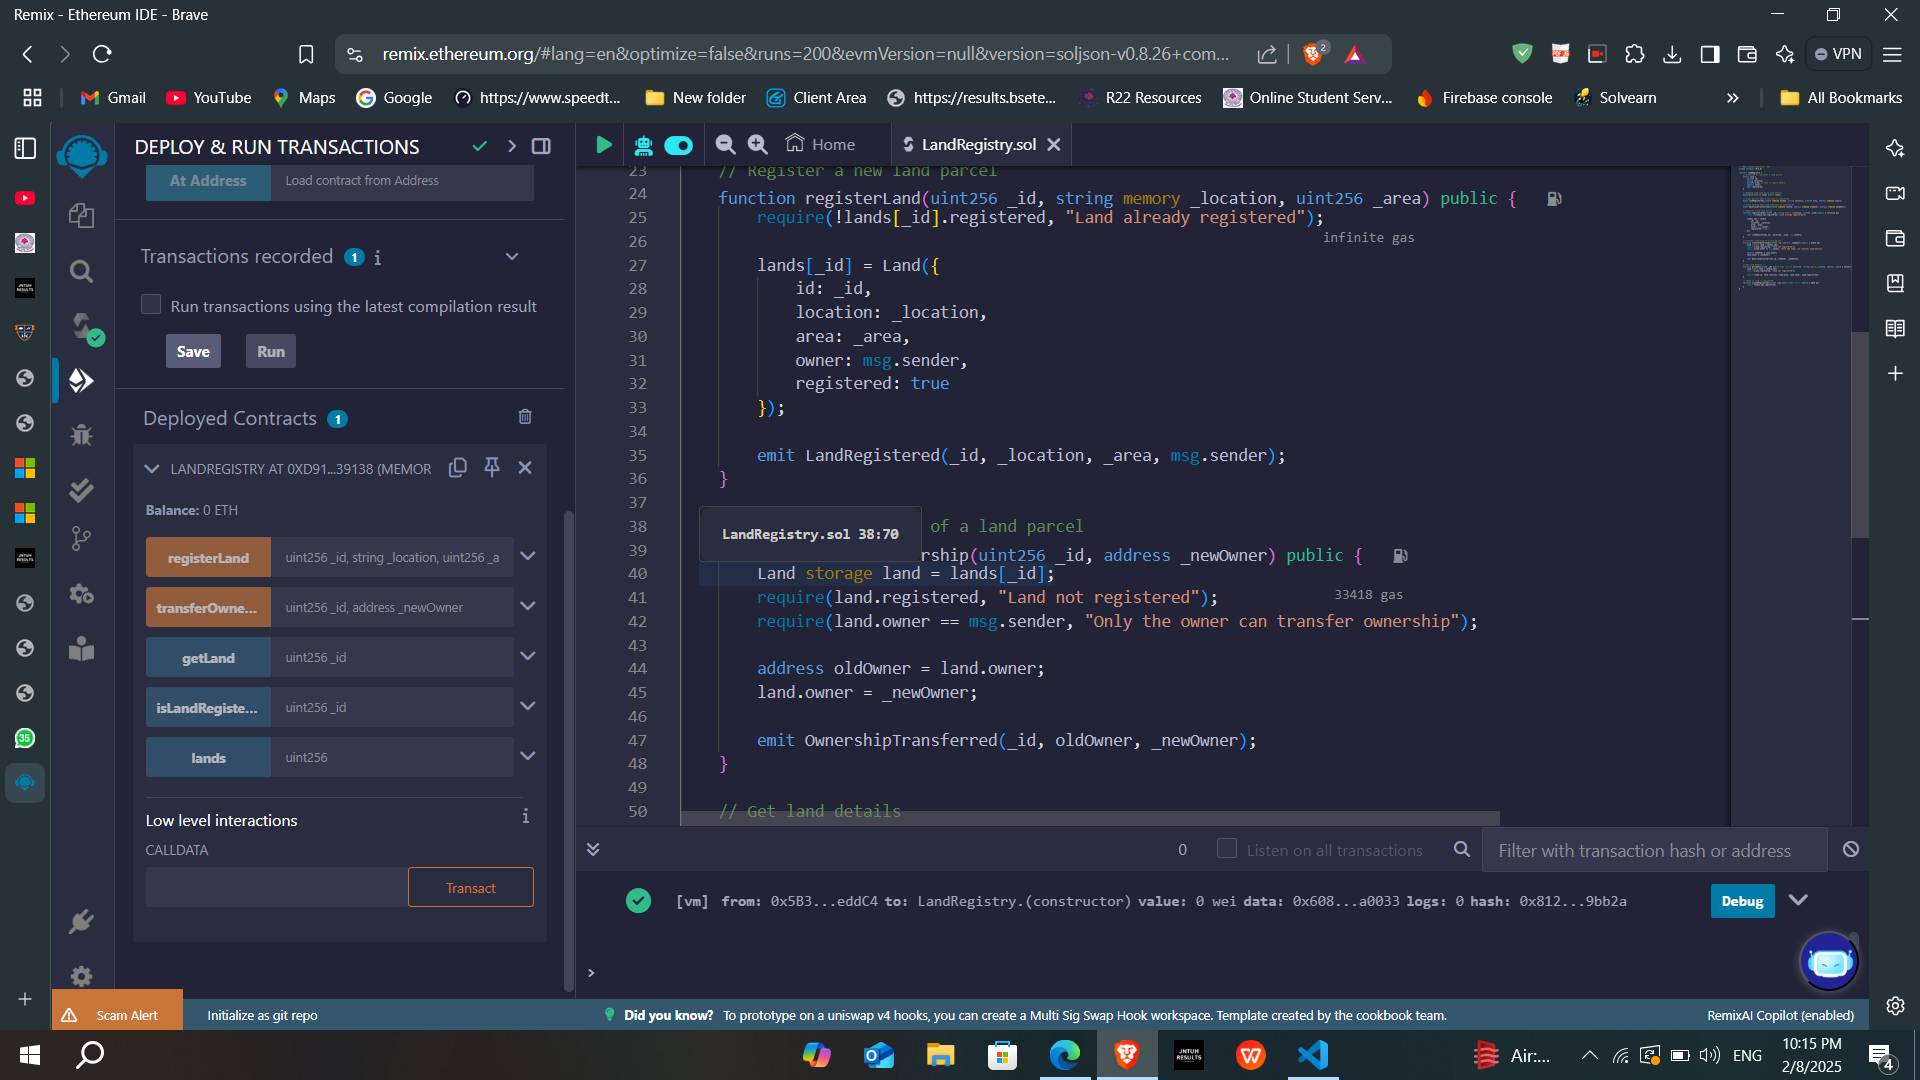 Remix - Ethereum IDE - Brave
remix.ethereum.org/#lang=en&optimize=false&runs=200&evmVersion=null&version=soljson-v0.8.26+com...
2
VPN
Gmail
YouTube
Maps
Google
https://www.speedt...
New folder
Client Area
https://results.bsete...
R22 Resources
Online Student Serv...
Firebase console
Solvearn
All Bookmarks
DEPLOY & RUN TRANSACTIONS
At Address
Load contract from Address
Transactions recorded 1 i
Run transactions using the latest compilation result
Save
Run
Deployed Contracts 1
LANDREGISTRY AT 0XD91...39138 (MEMOR
Balance: 0 ETH
registerLand
uint256 _id, string _location, uint256 _a
transferOwne...
uint256 _id, address _newOwner
getLand
uint256 _id
isLandRegiste...
uint256 _id
lands
uint256
Low level interactions
i
CALLDATA
Transact
Home
LandRegistry.sol
23 // Register a new land parcel
24 function registerLand(uint256 _id, string memory _location, uint256 _area) public {
25 require(!lands[_id].registered, "Land already registered");
infinite gas
26
27 lands[_id] = Land({
28 id: _id,
29 location: _location,
30 area: _area,
31 owner: msg.sender,
32 registered: true
33 });
34
35 emit LandRegistered(_id, _location, _area, msg.sender);
36 }
37
LandRegistry.sol 38:70
38 of a land parcel
39 rship(uint256 _id, address _newOwner) public {
40 Land storage land = lands[_id];
41 require(land.registered, "Land not registered");
33418 gas
42 require(land.owner == msg.sender, "Only the owner can transfer ownership");
43
44 address oldOwner = land.owner;
45 land.owner = _newOwner;
46
47 emit OwnershipTransferred(_id, oldOwner, _newOwner);
48 }
49
50 // Get land details
0
Listen on all transactions
Filter with transaction hash or address
[vm] from: 0x5B3...eddC4 to: LandRegistry.(constructor) value: 0 wei data: 0x608...a0033 logs: 0 hash: 0x812...9bb2a
Debug
>
Scam Alert
Initialize as git repo
Did you know? To prototype on a uniswap v4 hooks, you can create a Multi Sig Swap Hook workspace. Template created by the cookbook team.
RemixAI Copilot (enabled)
35
JNTUH
RESULTS
Air:...
ENG
10:15 PM
2/8/2025
4